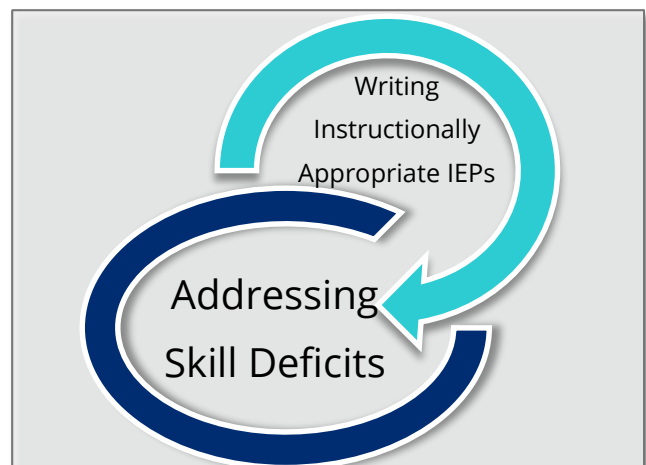 Writing
Instructionally
Appropriate IEPs
Addressing
Skill Deficits